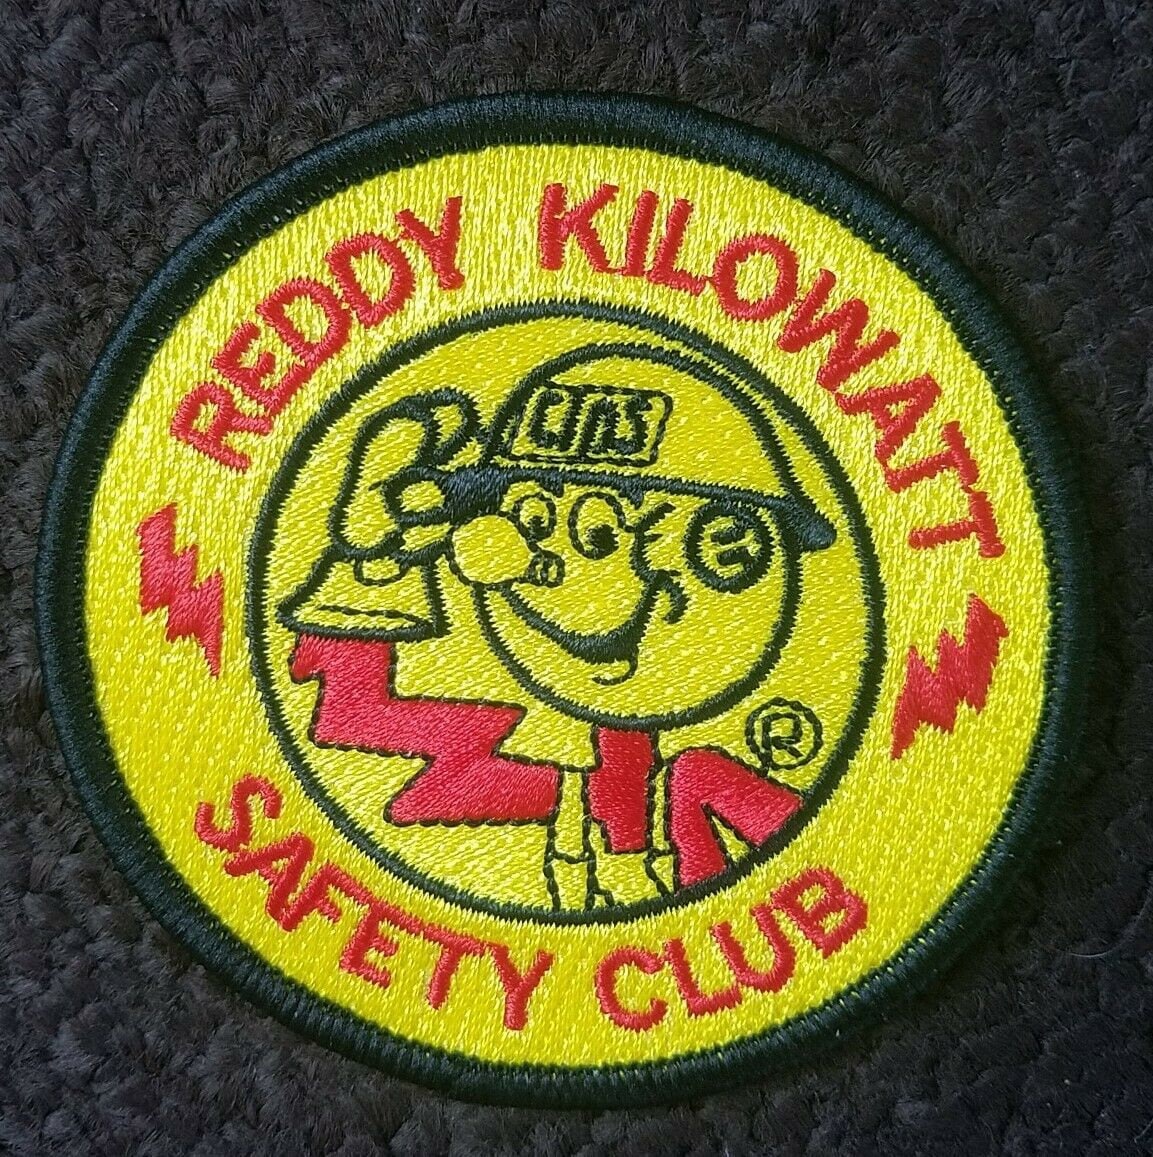 REDDY KILOWATT
®
SAFETY CLUB